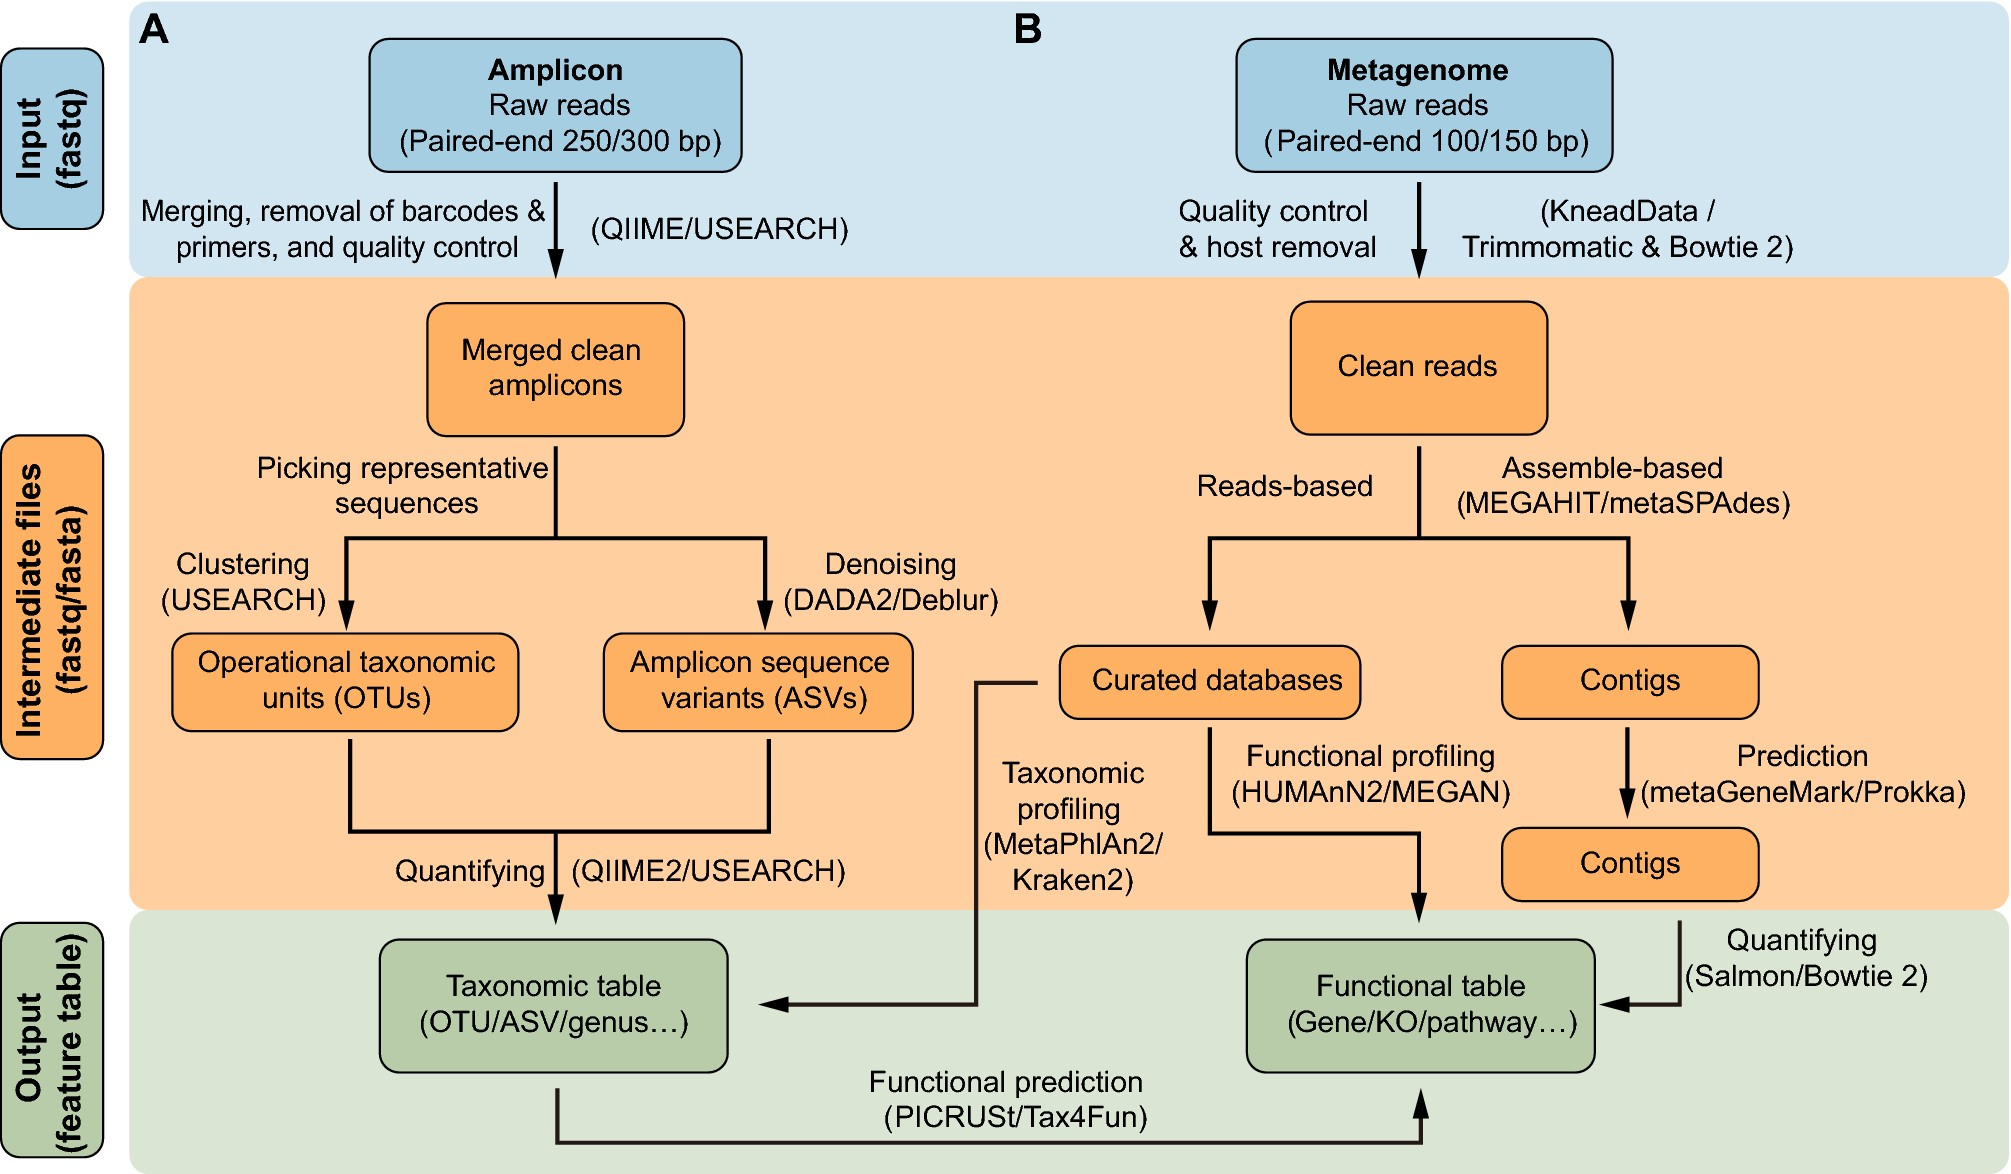 A
B
Input
(fastq)
Amplicon
Raw reads
(Paired-end 250/300 bp)
Metagenome
Raw reads
(Paired-end 100/150 bp)
Merging, removal of barcodes &
primers, and quality control
(QIIME/USEARCH)
Quality control
& host removal
(KneadData /
Trimmomatic & Bowtie 2)
Intermediate files
(fastq/fasta)
Merged clean
amplicons
Clean reads
Picking representative
sequences
Reads-based
Assemble-based
(MEGAHIT/metaSPAdes)
Clustering
(USEARCH)
Denoising
(DADA2/Deblur)
Operational taxonomic
units (OTUs)
Amplicon sequence
variants (ASVs)
Curated databases
Contigs
Taxonomic
profiling
(MetaPhlAn2/
Kraken2)
Functional profiling
(HUMAnN2/MEGAN)
Prediction
(metaGeneMark/Prokka)
Contigs
Quantifying
(QIIME2/USEARCH)
Output
(feature table)
Taxonomic table
(OTU/ASV/genus…)
Functional table
(Gene/KO/pathway…)
Quantifying
(Salmon/Bowtie 2)
Functional prediction
(PICRUSt/Tax4Fun)